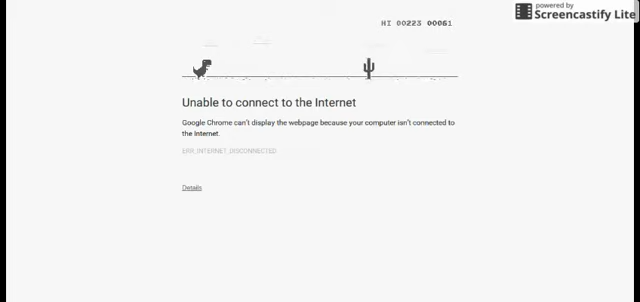 powered by
Screencastify Lite
HI 00223 00061
Unable to connect to the Internet
Google Chrome can't display the webpage because your computer isn't connected to
the Internet.
ERR_INTERNET_DISCONNECTED
Details